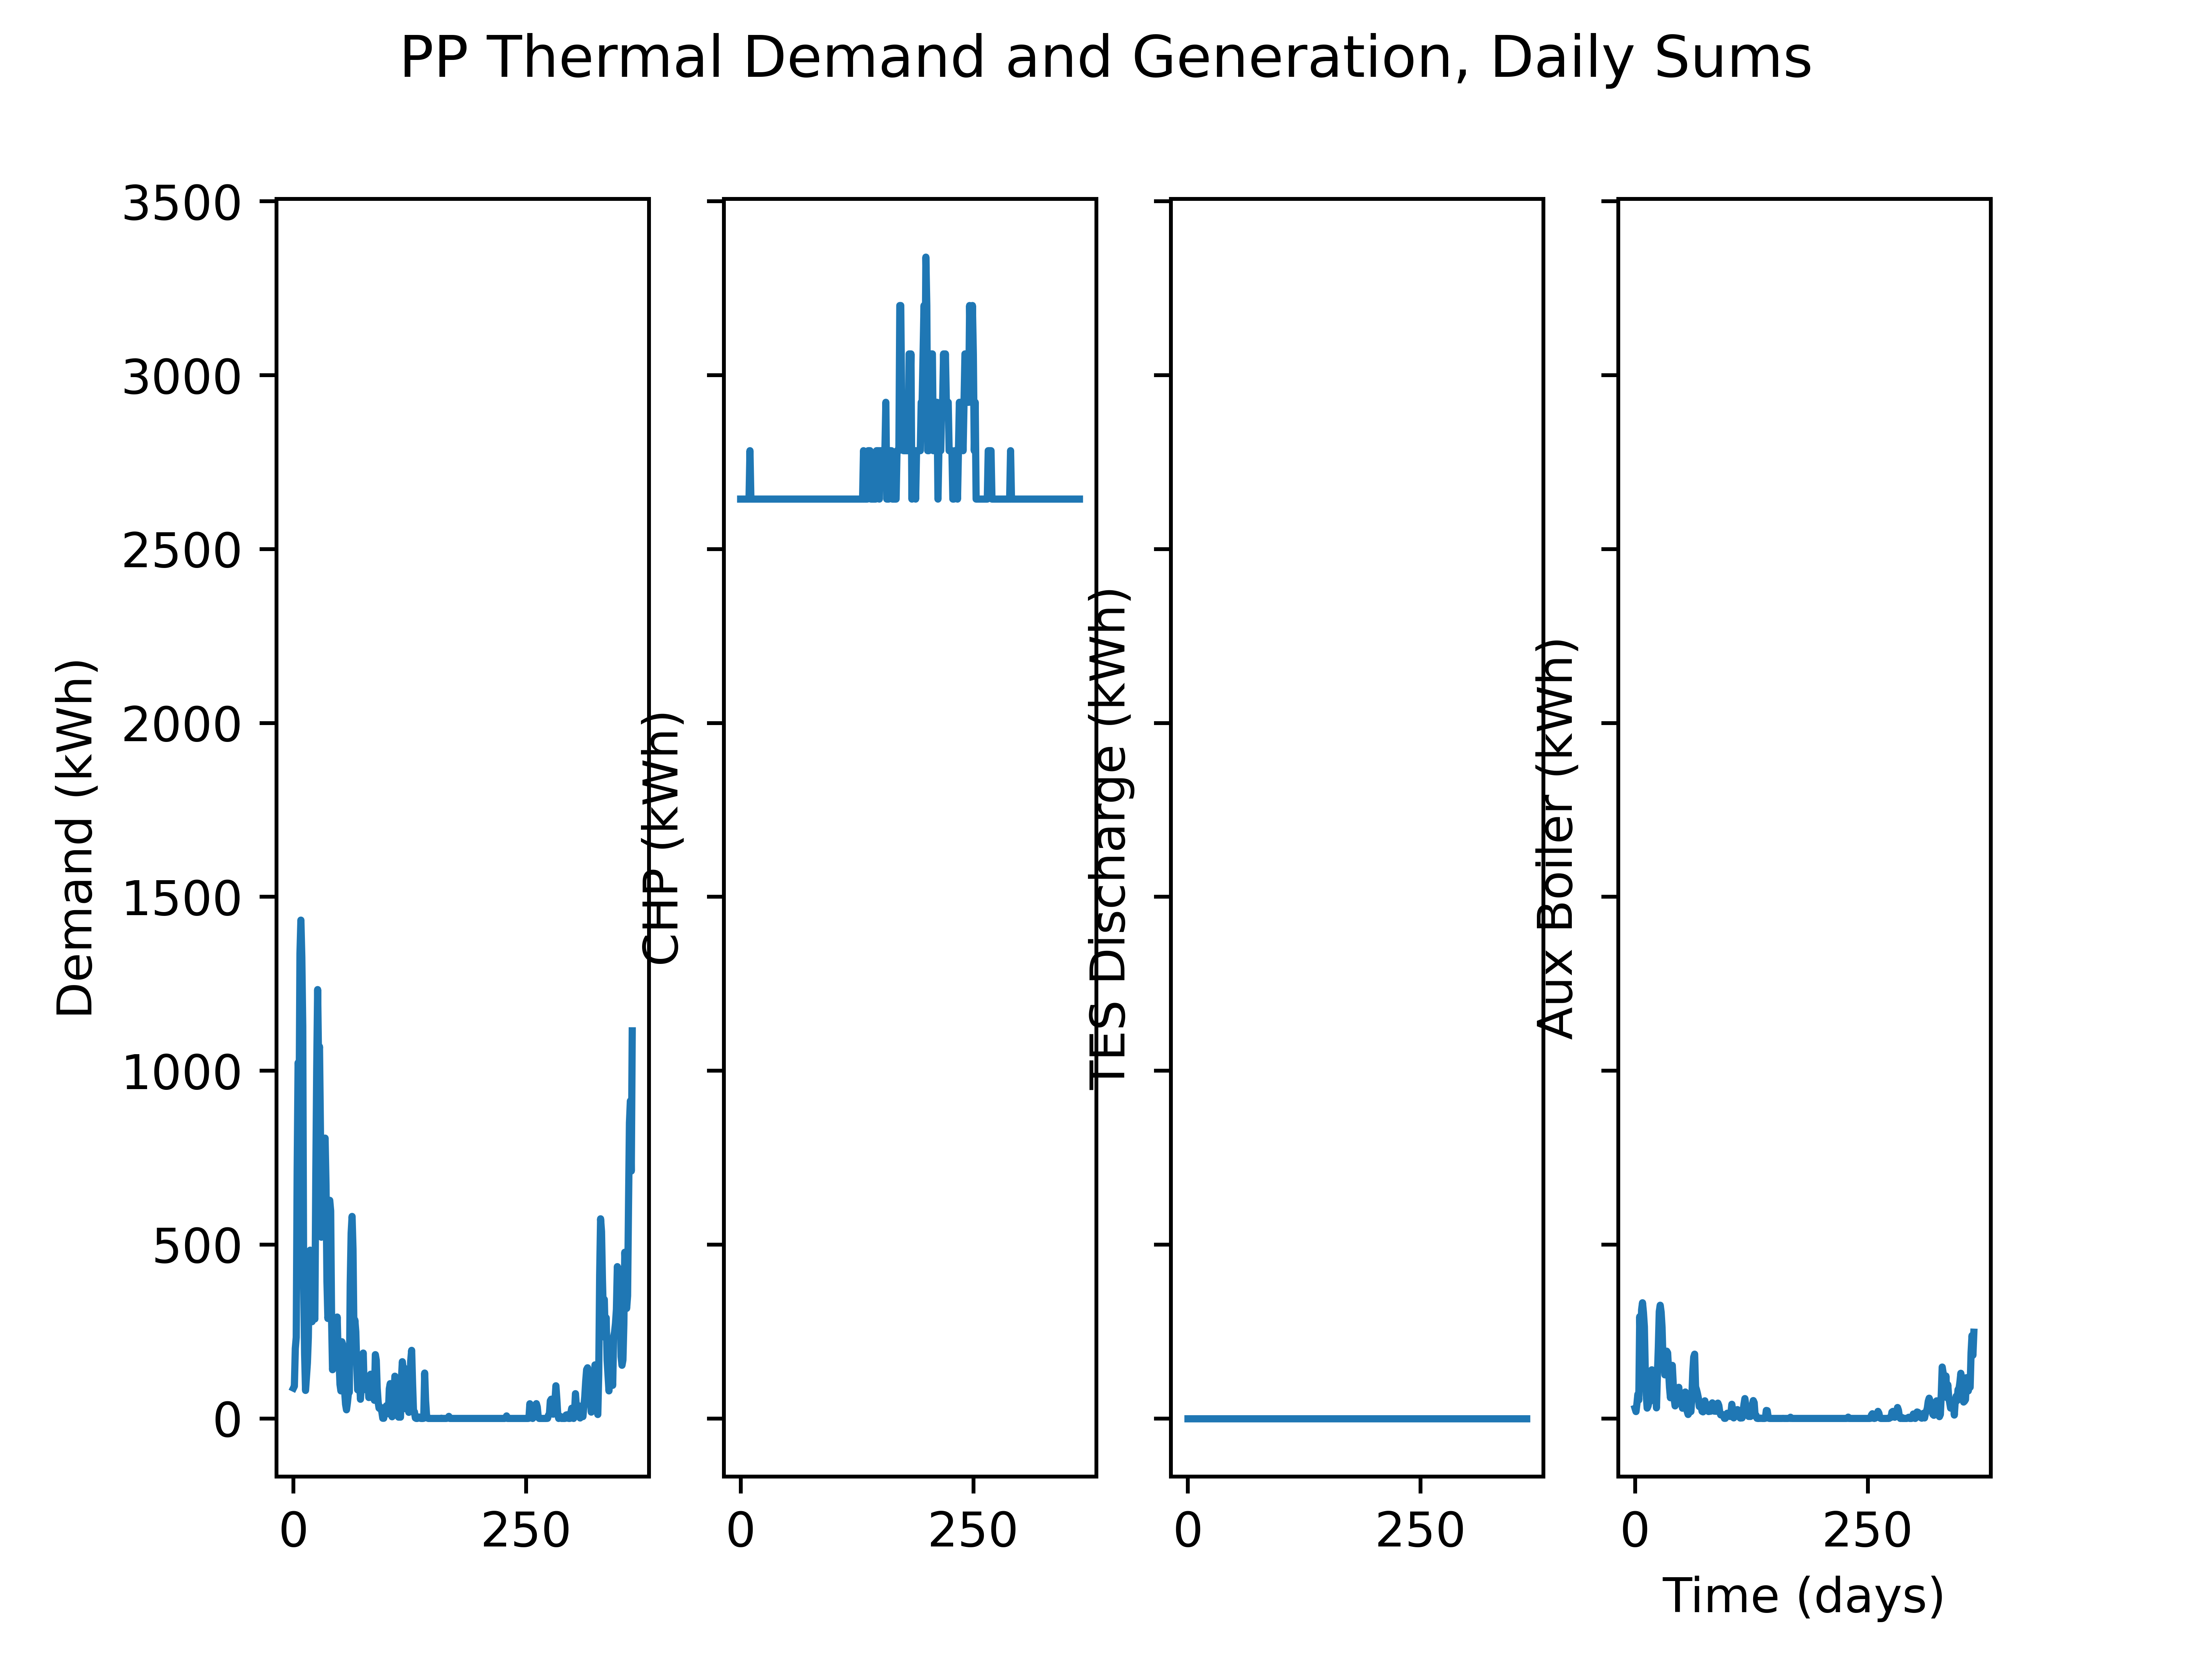 PP Thermal Demand and Generation, Daily Sums
Demand (kWh)
3500
3000
2500
2000
1500
1000
500
0
CHP (kWh)
TES Discharge (kWh)
Aux Boiler (kWh)
0 250
0 250
0 250
0 250
Time (days)